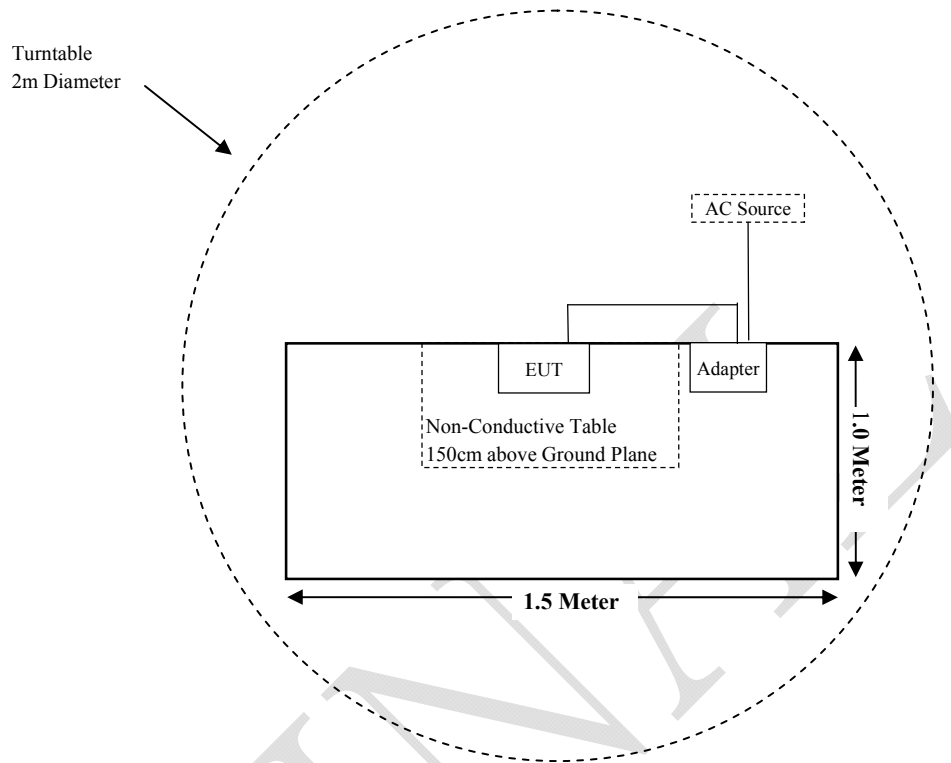 Turntable
2m Diameter
AC Source
EUT
Adapter
Non-Conductive Table
150cm above Ground Plane
1.0 Meter
1.5 Meter